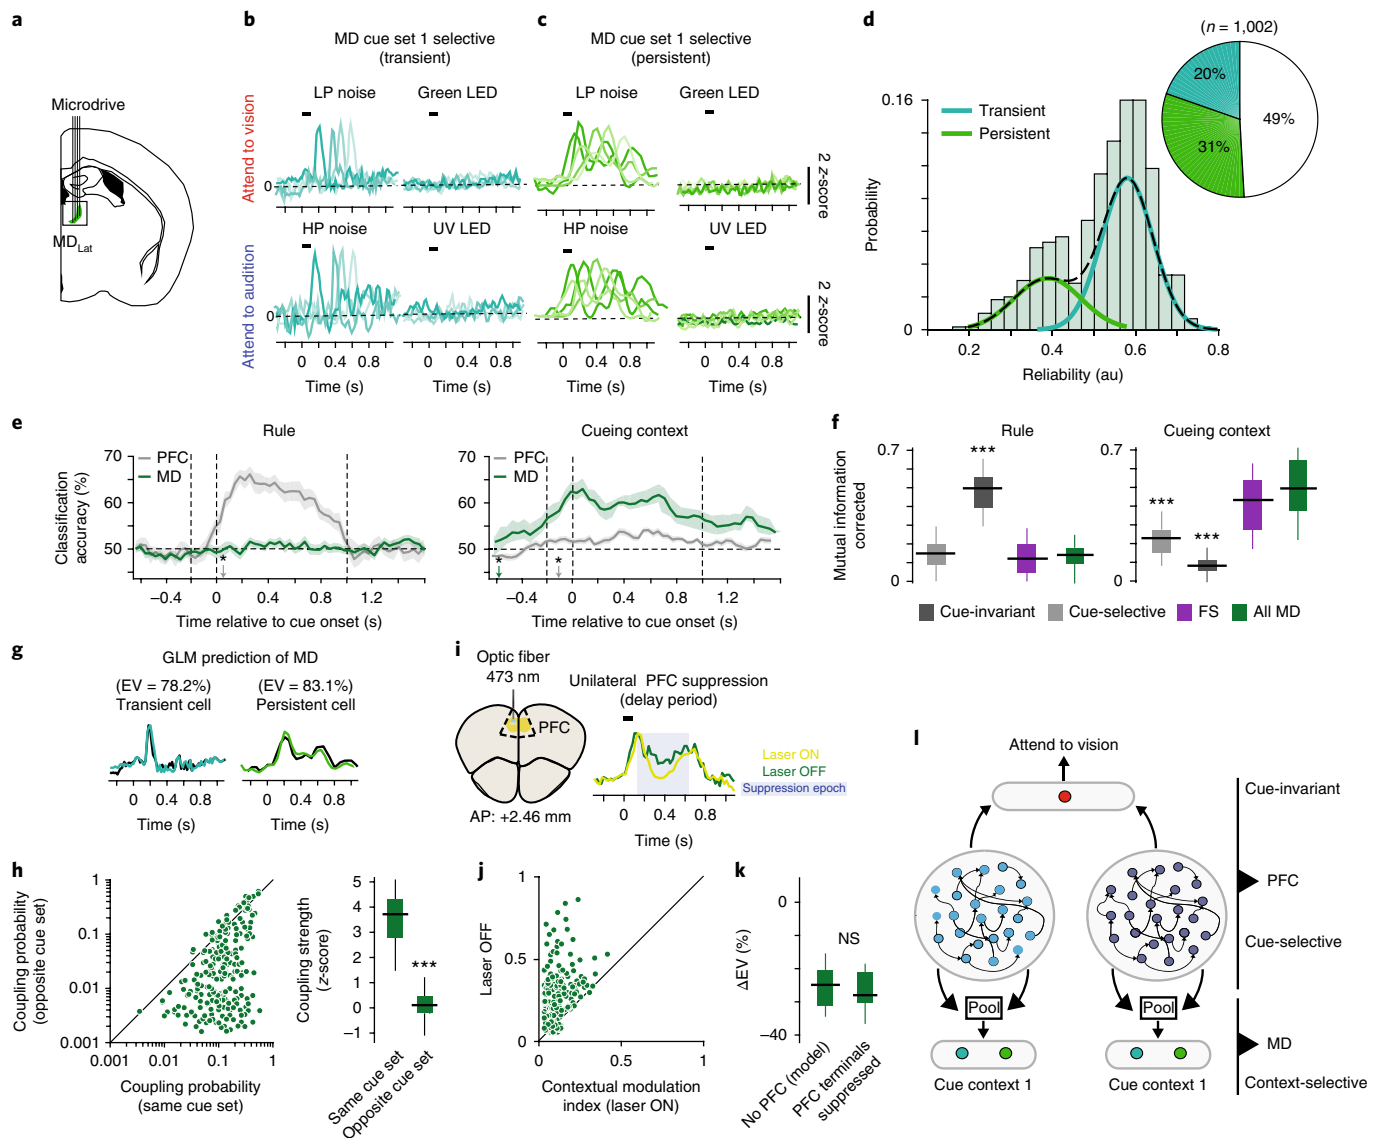 a
Microdrive
MD Lat
b
MD cue set 1 selective
(transient)
Attend to vision
LP noise
Green LED
0
Attend to audition
HP noise
UV LED
0
0 0.4 0.8
0 0.4 0.8
Time (s)
Time (s)
c
MD cue set 1 selective
(persistent)
LP noise
Green LED
2 z-score
HP noise
UV LED
2 z-score
0 0.4 0.8
0 0.4 0.8
Time (s)
Time (s)
d
(n = 1,002)
20%
49%
31%
Transient
Persistent
Probability
0.16
0
0.2 0.4 0.6 0.8
Reliability (au)
e
Rule
PFC
MD
Classification
accuracy (%)
70
60
50
*
−0.4 0 0.4 0.8 1.2
Time relative to cue onset (s)
Cueing context
PFC
MD
70
60
50
* *
−0.4 0 0.4 0.8 1.2
Time relative to cue onset (s)
f
Rule
Mutual information
corrected
0.7
0
***
Cueing context
0.7
0
***
***
Cue-invariant
Cue-selective
FS
All MD
g
GLM prediction of MD
(EV = 78.2%)
Transient cell
(EV = 83.1%)
Persistent cell
0 0.4 0.8
0 0.4 0.8
Time (s)
Time (s)
i
Optic fiber
473 nm
PFC
AP: +2.46 mm
Unilateral PFC suppression
(delay period)
Laser ON
Laser OFF
Suppression epoch
0 0.4 0.8
Time (s)
h
Coupling probability
(opposite cue set)
1
0.1
0.01
0.001
0.001 0.01 0.1 1
Coupling probability
(same cue set)
Coupling strength
(z-score)
5
4
3
2
1
0
−1
***
Same cue set
Opposite cue set
j
Laser OFF
1
0.5
0
0 0.5 1
Contextual modulation
index (laser ON)
k
ΔEV (%)
0
−40
NS
No PFC (model)
PFC terminals
suppressed
l
Attend to vision
Cue-invariant
PFC
Cue-selective
Pool
Pool
MD
Cue context 1
Cue context 1
Context-selective